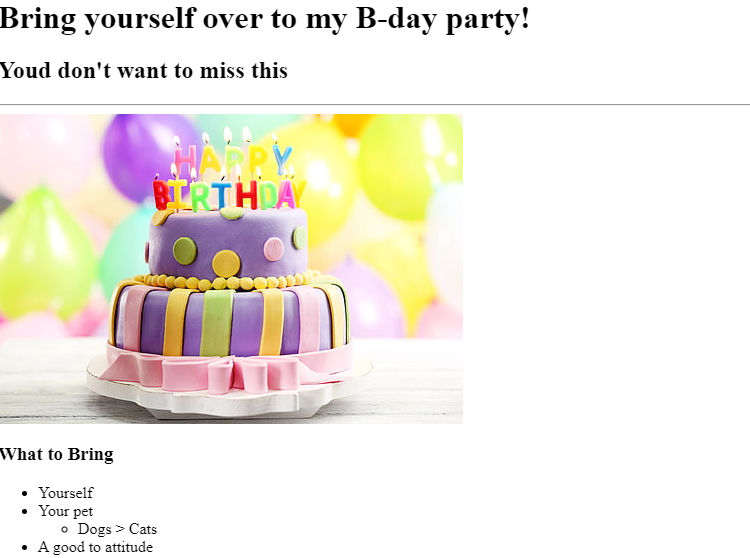 Bring yourself over to my B-day party!
Youd don't want to miss this
HAPPY
BIRTHDAY
What to Bring
Yourself
Your pet
Dogs > Cats
A good to attitude